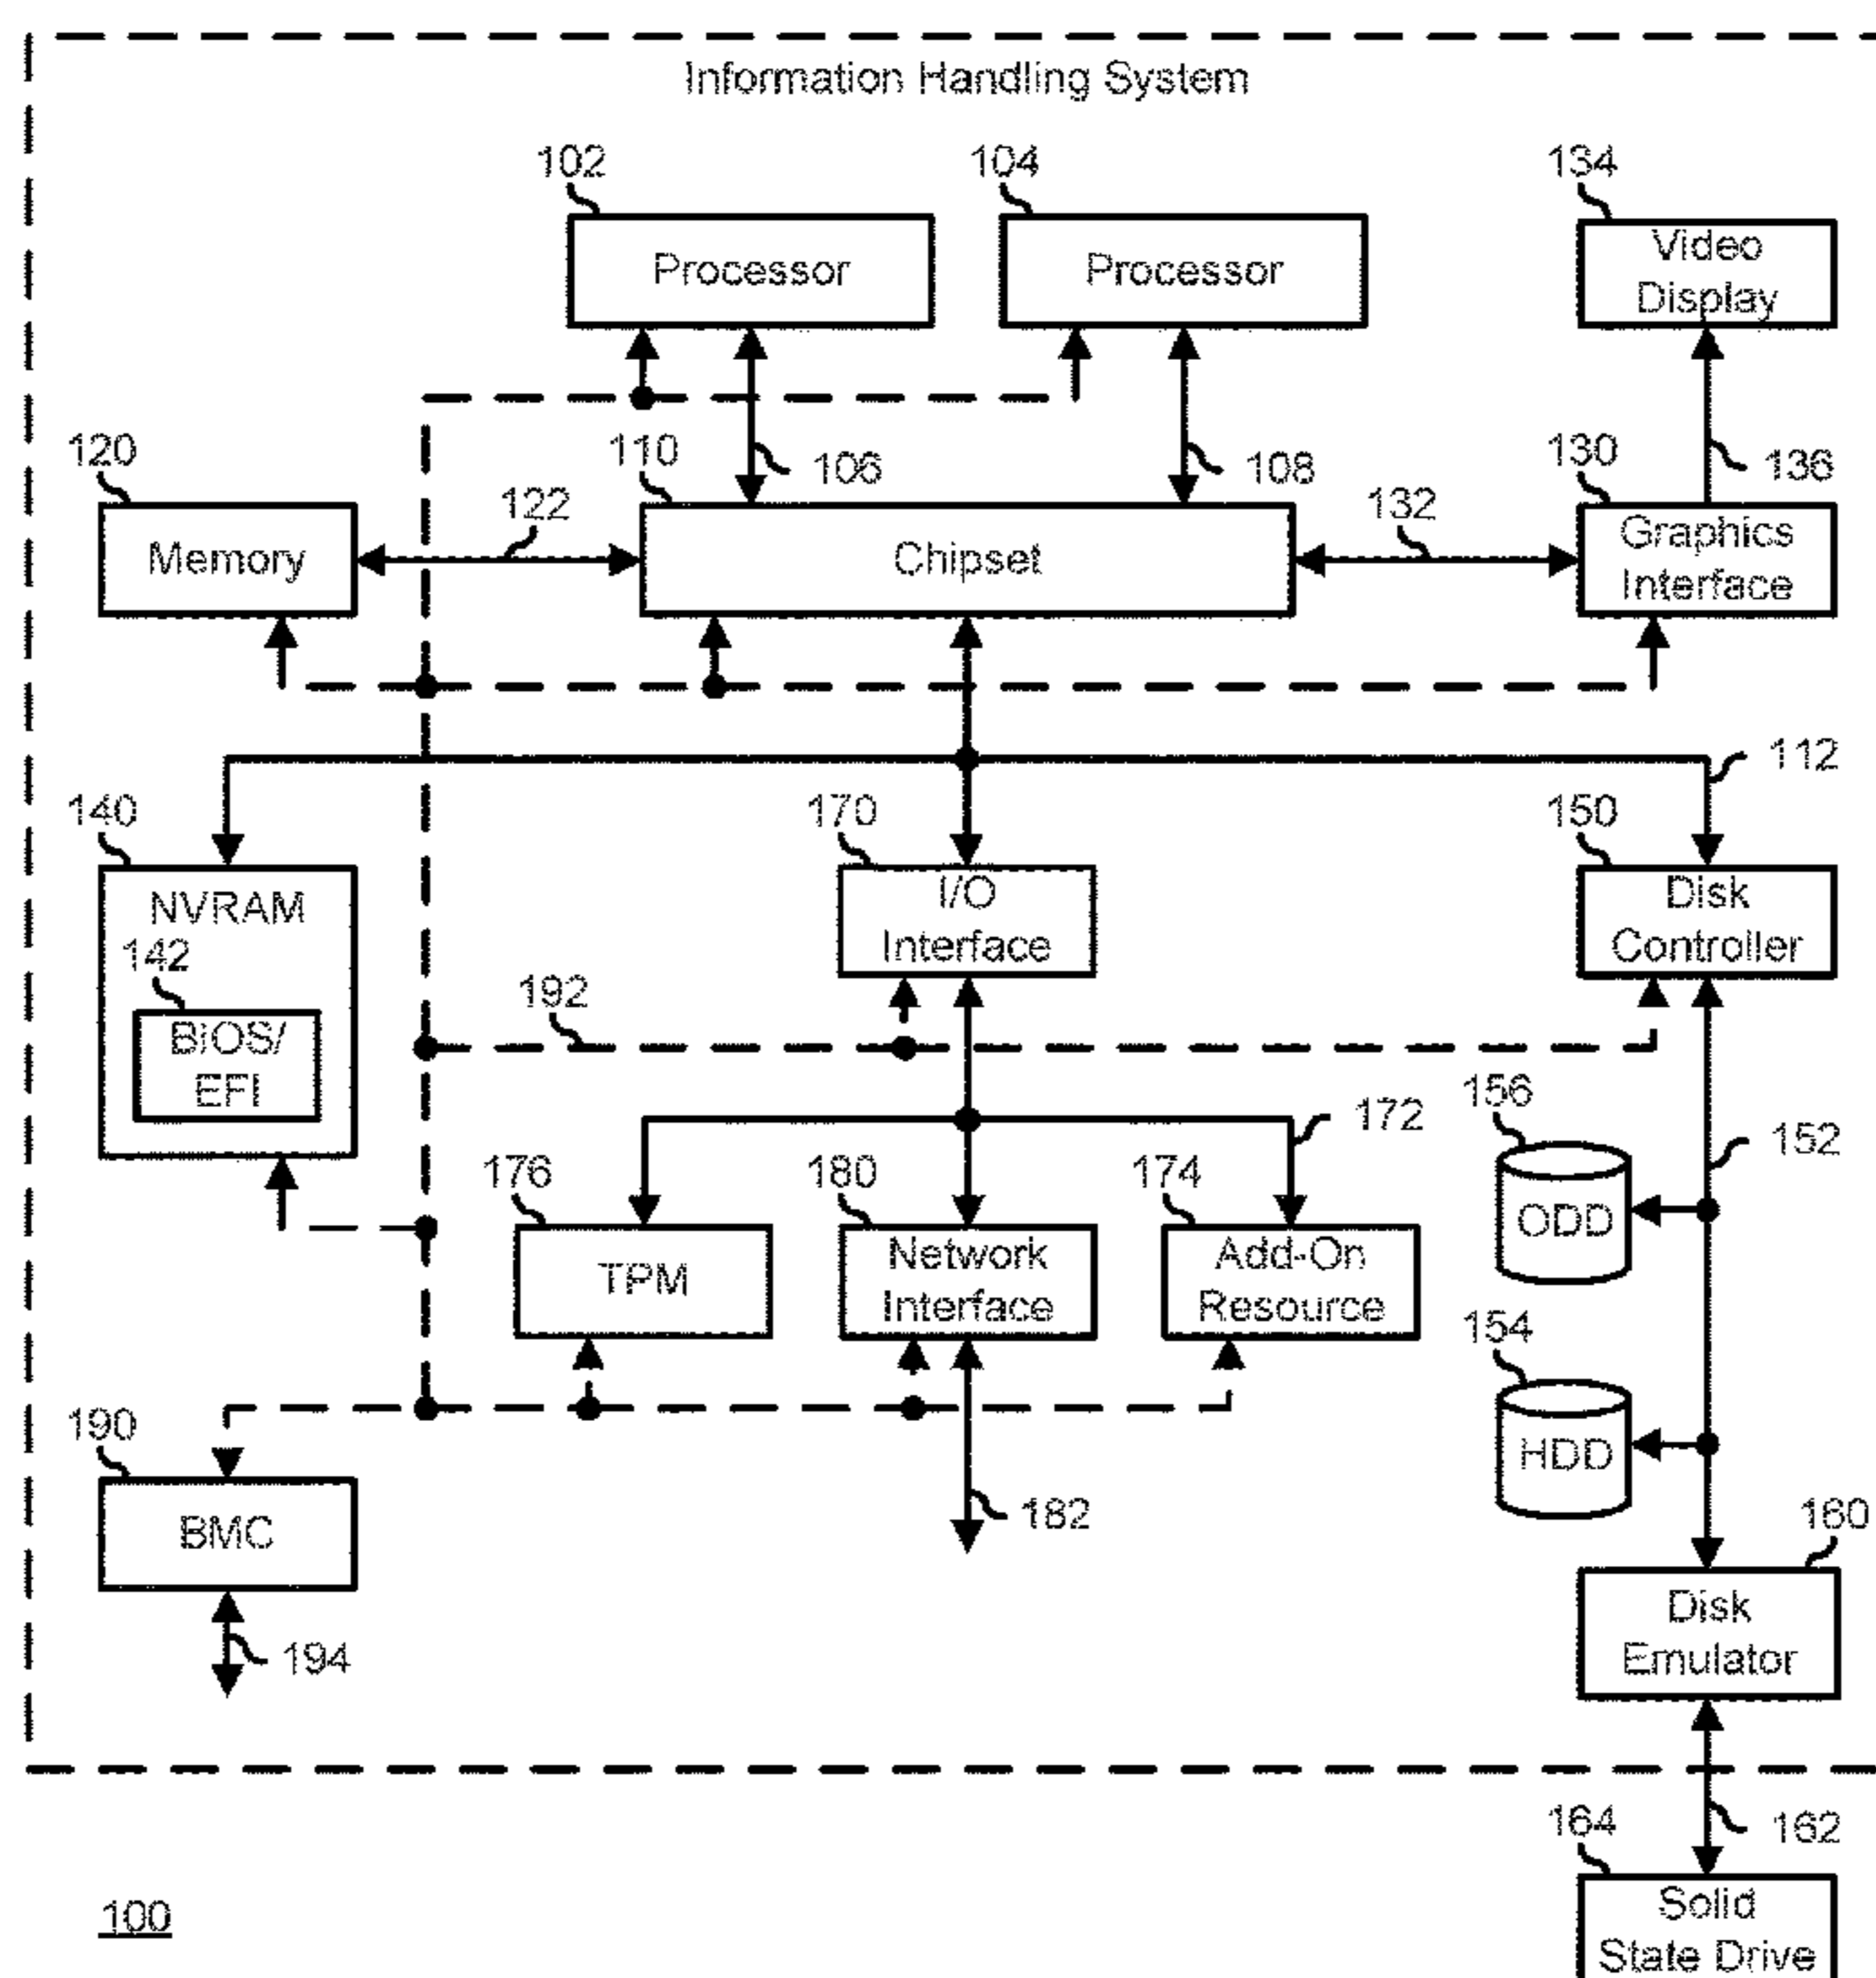 Information Handling System
102
104
134
Processor
Processor
Video
Display
120
110
106
108
130
136
122
132
Memory
Chipset
Graphics
Interface
112
140
170
150
NVRAM
I/O
Interface
Disk
Controller
142
BIOS/
EFI
192
156
172
152
176
180
174
ODD
TPM
Network
Interface
Add-On
Resource
154
190
HDD
182
160
BMC
Disk
Emulator
194
164
162
100
Solid
State Drive